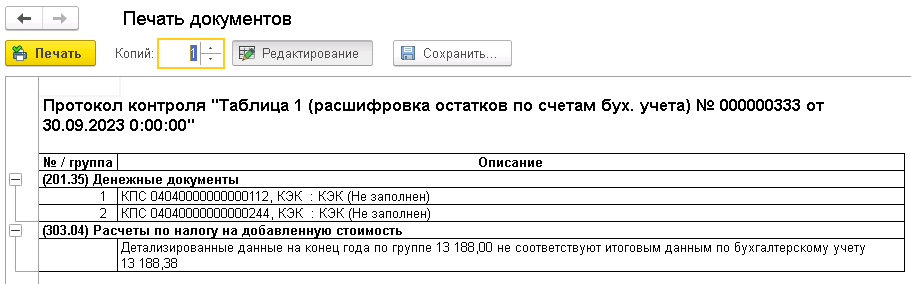 Печать документов
Печать
Копий:
1
Редактирование
Сохранить...
Протокол контроля "Таблица 1 (расшифровка остатков по счетам бух. учета) № 000000333 от
30.09.2023 0:00:00"
№ / группа Описание
(201.35) Денежные документы
1 КПС 04040000000000112, КЭК : КЭК (Не заполнен)
2 КПС 04040000000000244, КЭК : КЭК (Не заполнен)
(303.04) Расчеты по налогу на добавленную стоимость
Детализированные данные на конец года по группе 13 188,00 не соответствуют итоговым данным по бухгалтерскому учету
13 188,38